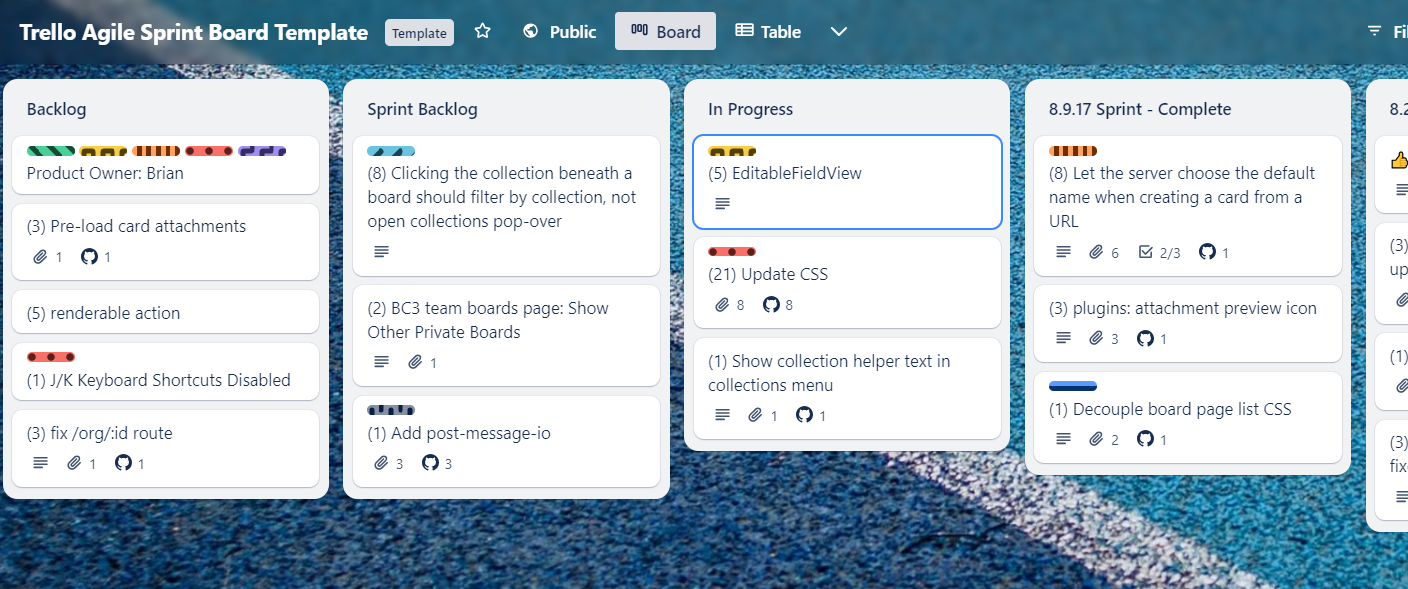 Trello Agile Sprint Board Template
Template
Public
Board
Table
Backlog
Product Owner: Brian
(3) Pre-load card attachments
1 1
(5) renderable action
(1) J/K Keyboard Shortcuts Disabled
(3) fix /org/:id route
1 1
Sprint Backlog
(8) Clicking the collection beneath a
board should filter by collection, not
open collections pop-over
(2) BC3 team boards page: Show
Other Private Boards
1
(1) Add post-message-io
3 3
In Progress
(5) EditableFieldView
(21) Update CSS
8 8
(1) Show collection helper text in
collections menu
1 1
8.9.17 Sprint - Complete
(8) Let the server choose the default
name when creating a card from a
URL
6 2/3 1
(3) plugins: attachment preview icon
3 1
(1) Decouple board page list CSS
2 1
(3)
up
(1)
(3)